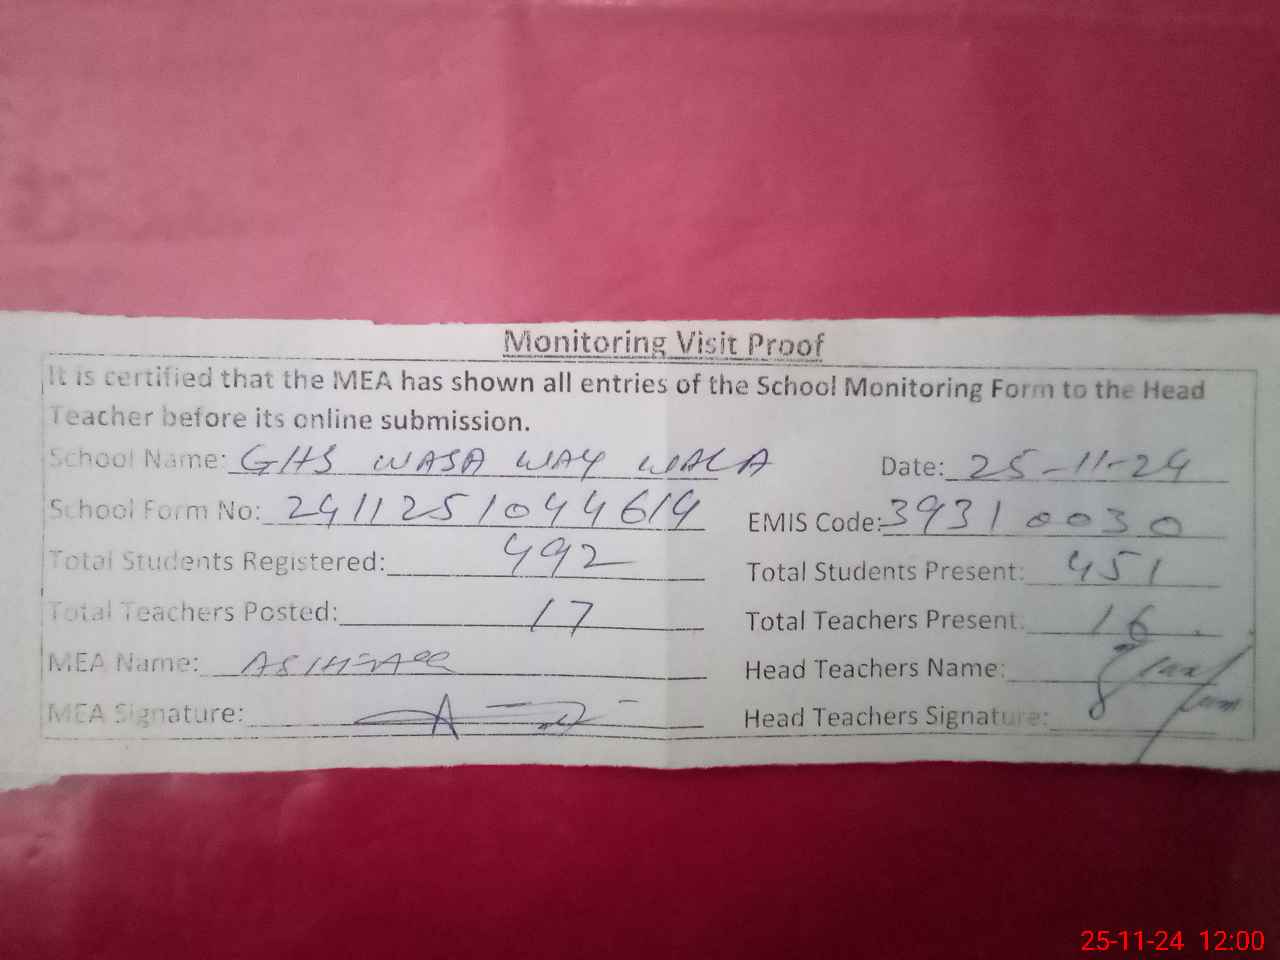 Monitoring Visit Proof
It is certified that the MEA has shown all entries of the School Monitoring Form to the Head
Teacher before its online submission.
School Name: GHS WASA WAY WALA Date: 25-11-24
School Form No: 2411251044614 EMIS Code: 39310030
Total Students Registered: 492 Total Students Present: 451
Total Teachers Posted: 17 Total Teachers Present: 16
MEA Name: Head Teachers Name:
MEA Signature: Head Teachers Signature:
25-11-24 12:00